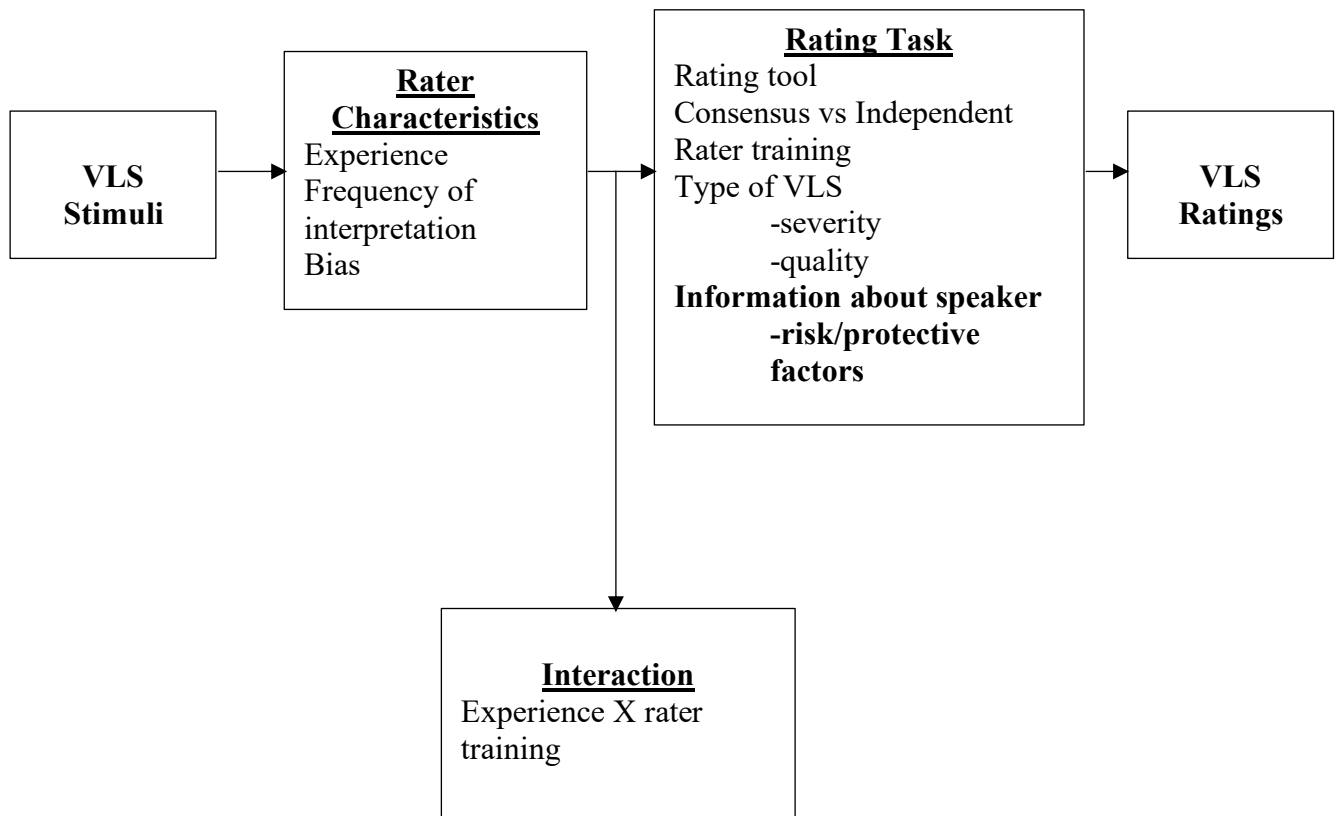 VLS
Stimuli
Rater
Characteristics
Experience
Frequency of
interpretation
Bias
Rating Task
Rating tool
Consensus vs Independent
Rater training
Type of VLS
-severity
-quality
Information about speaker
-risk/protective
factors
VLS
Ratings
Interaction
Experience X rater
training